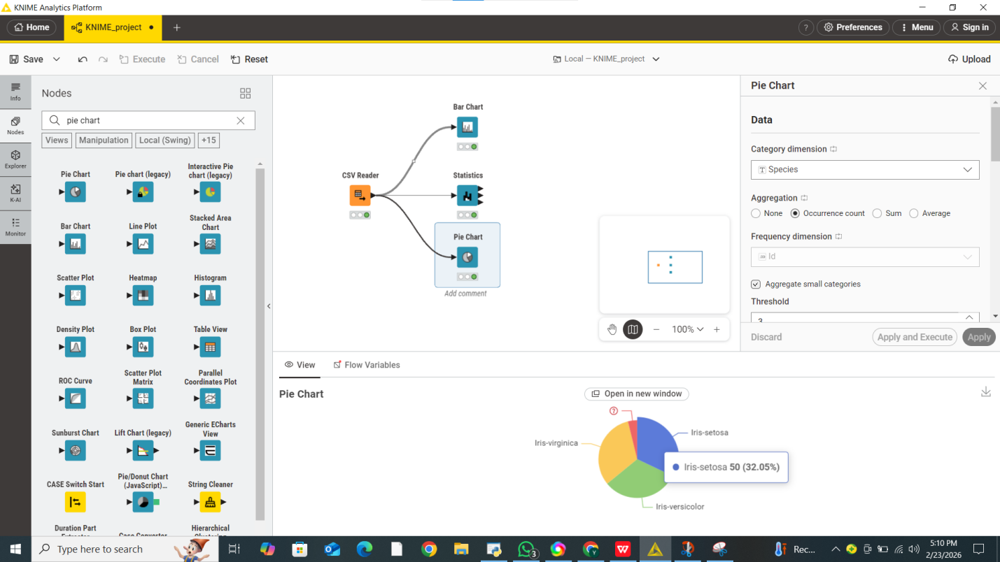 KNIME Analytics Platform
Home
KNIME_project
?
Preferences
Menu
Sign in
Save
Execute
Cancel
Reset
Local — KNIME_project
Upload
Info
Nodes
Explorer
K-AI
Monitor
Nodes
pie chart
Views
Manipulation
Local (Swing)
+15
Pie Chart
Pie chart (legacy)
Interactive Pie
chart (legacy)
Bar Chart
Line Plot
Stacked Area
Chart
Scatter Plot
Heatmap
Histogram
Density Plot
Box Plot
Table View
ROC Curve
Scatter Plot
Matrix
Parallel
Coordinates Plot
Sunburst Chart
Lift Chart (legacy)
Generic ECharts
View
CASE Switch Start
Pie/Donut Chart
(JavaScript)...
String Cleaner
Duration Part
Case Converter
Hierarchical
Bar Chart
CSV Reader
Statistics
Pie Chart
Add comment
100%
Pie Chart
Data
Category dimension
T Species
Aggregation
None
Occurrence count
Sum
Average
Frequency dimension
Id
Aggregate small categories
Threshold
3
Discard
Apply and Execute
Apply
View
Flow Variables
Pie Chart
Open in new window
?
Iris-setosa
Iris-virginica
Iris-setosa 50 (32.05%)
Iris-versicolor
Type here to search
3
Rec...
5:10 PM
2/23/2026